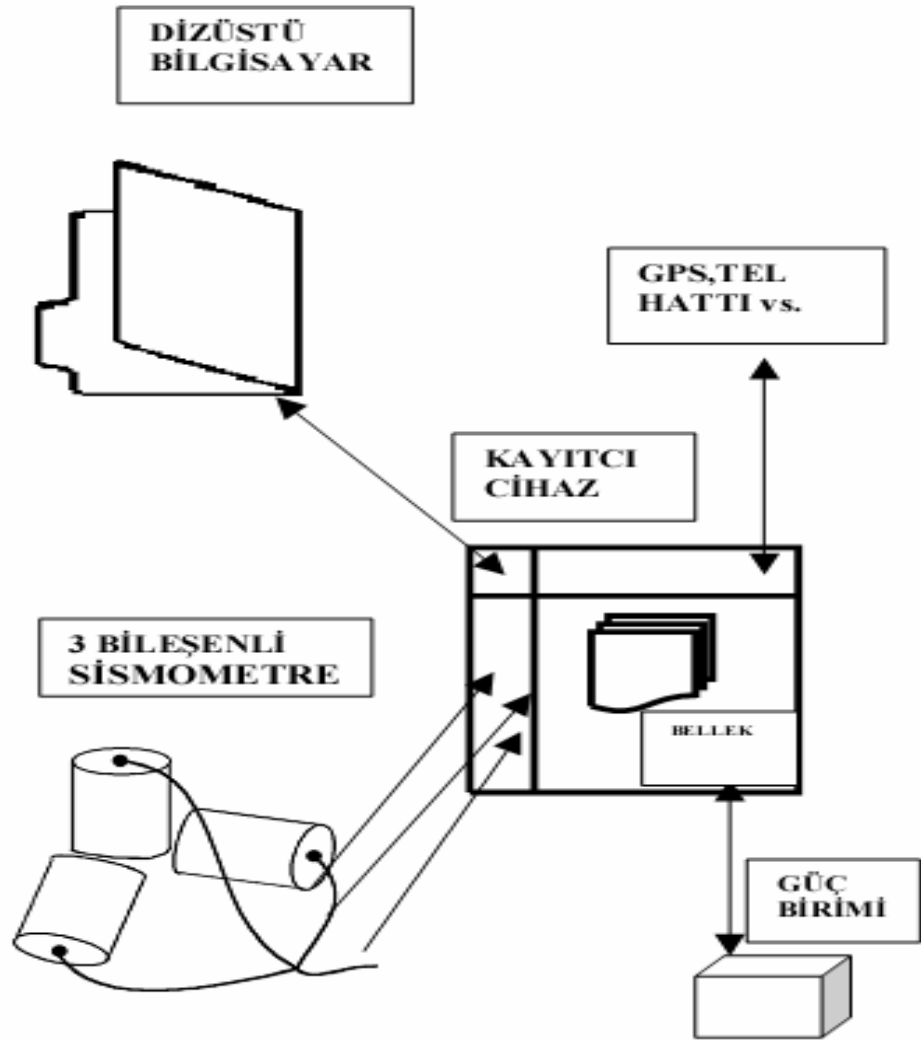 DİZÜSTÜ
BİLGİSAYAR
GPS,TEL
HATTI vs.
KAYITCI
CİHAZ
3 BİLEŞENLİ
SİSMOMETRE
BELLEK
GÜÇ
BİRİMİ